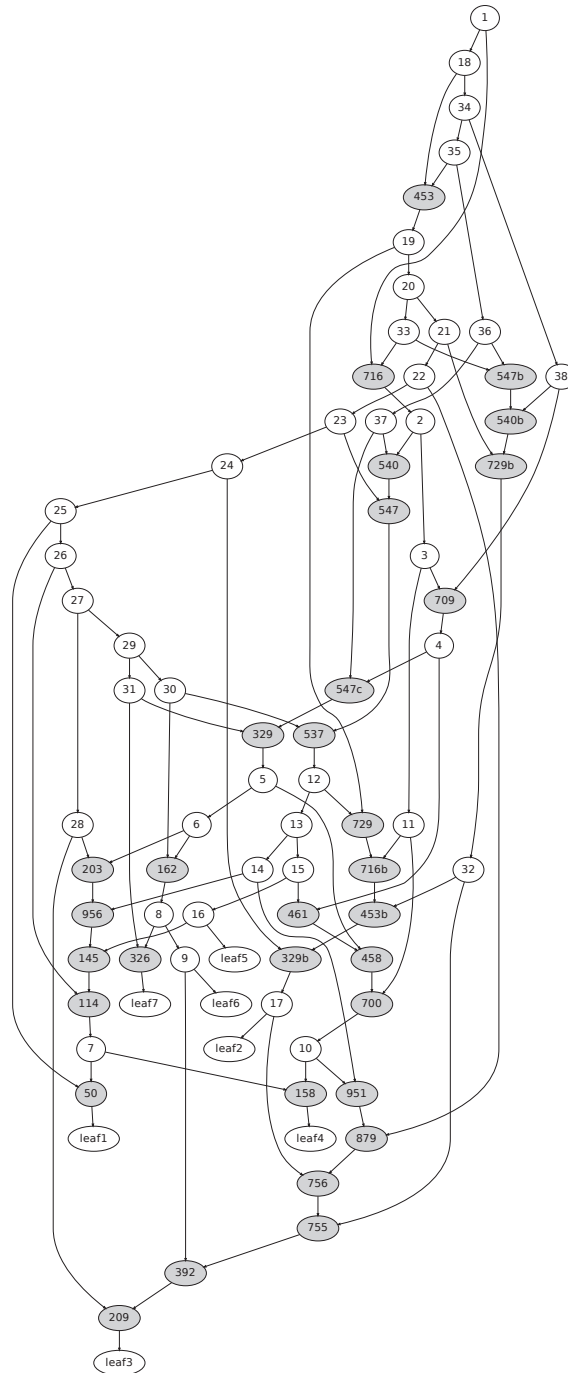 1
18
34
35
453
19
20
33 21 36
716 22 547b 38
23 37 2 540b
24 540 729b
25 547
26 3
27 709
29 4
31 30 547c
329 537
5 12
28 6 13 729 11
203 162 14 15 716b 32
956 8 16 461 453b
145 326 9 leaf5 329b 458
114 leaf7 leaf6 17 700
7 leaf2 10
50 158 951
leaf1 leaf4 879
756
755
392
209
leaf3